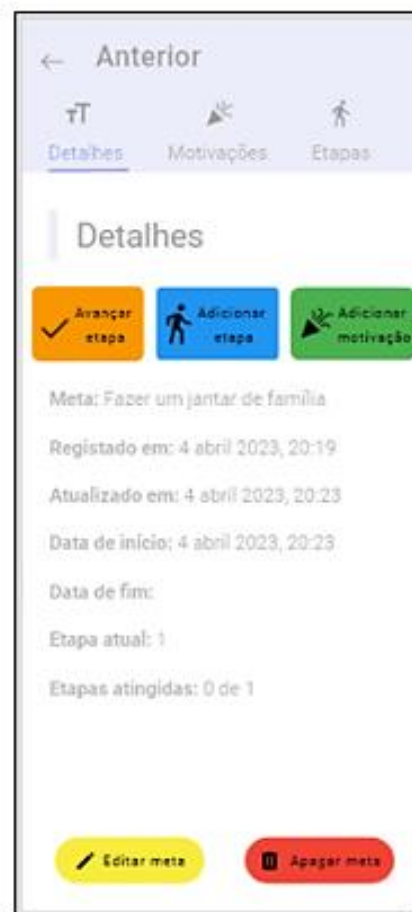 Anterior
Detalhes Motivações Etapas
Detalhes
Avançar etapa
Adicionar etapa
Adicionar motivação
Meta: Fazer um jantar de família
Registado em: 4 abril 2023, 20:19
Atualizado em: 4 abril 2023, 20:23
Data de início: 4 abril 2023, 20:23
Data de fim:
Etapa atual: 1
Etapas atingidas: 0 de 1
Editar meta
Apagar meta